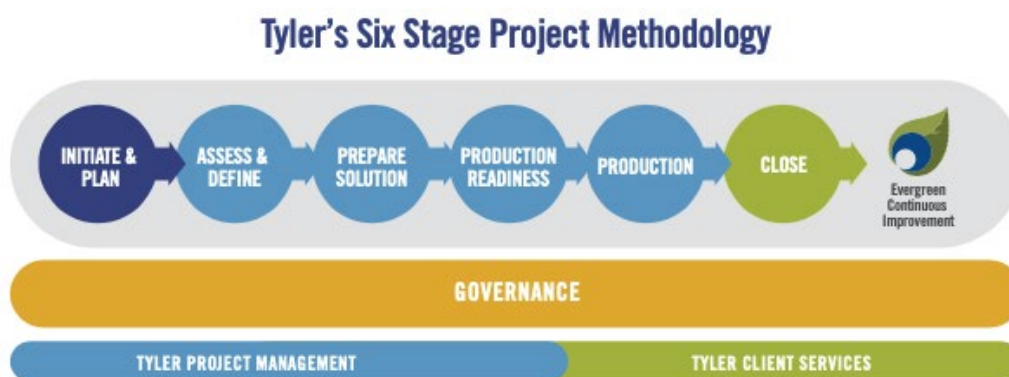 Tyler's Six Stage Project Methodology
INITIATE &
PLAN
ASSESS &
DEFINE
PREPARE
SOLUTION
PRODUCTION
READINESS
PRODUCTION
CLOSE
Evergreen
Continuous
Improvement
GOVERNANCE
TYLER PROJECT MANAGEMENT
TYLER CLIENT SERVICES